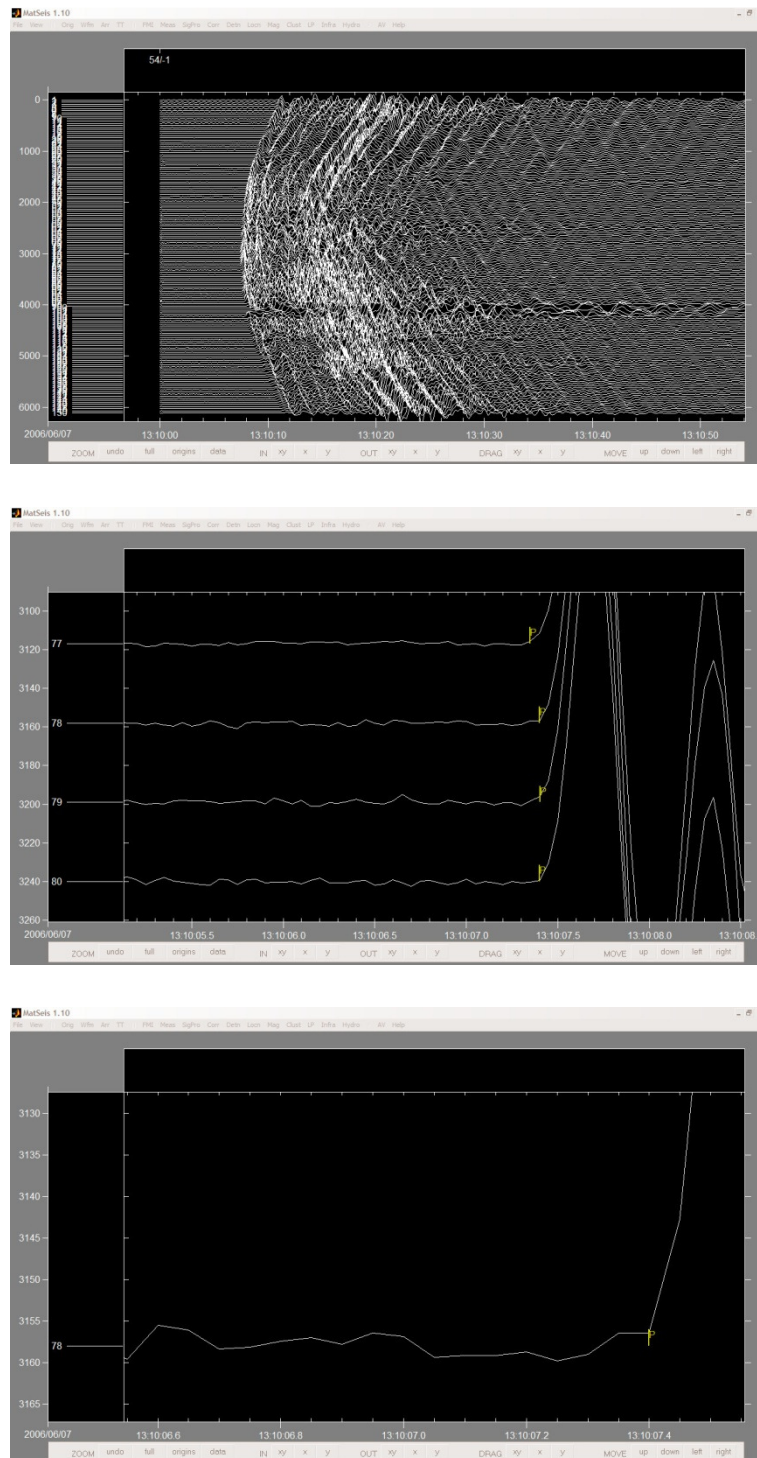 MatSeis 1.10
File View Orig Wfm Arr TT FMI Meas SigPro Corr Detn Locn Mag Clust LP Infra Hydro AV Help
54/-1
0
1000
2000
3000
4000
5000
6000
2006/06/07 13:10:00 13:10:10 13:10:20 13:10:30 13:10:40 13:10:50
ZOOM undo full origins data IN xy x y OUT xy x y DRAG xy x y MOVE up down left right
MatSeis 1.10
File View Orig Wfm Arr TT FMI Meas SigPro Corr Detn Locn Mag Clust LP Infra Hydro AV Help
3100
77 P
3120
3140
78 P
3160
3180
79 P
3200
3220
80 P
3240
3260
2006/06/07 13:10:05.5 13:10:06.0 13:10:06.5 13:10:07.0 13:10:07.5 13:10:08.0 13:10:08.
ZOOM undo full origins data IN xy x y OUT xy x y DRAG xy x y MOVE up down left right
MatSeis 1.10
File View Orig Wfm Arr TT FMI Meas SigPro Corr Detn Locn Mag Clust LP Infra Hydro AV Help
3130
3135
3140
3145
3150
3155
78 P
3160
3165
2006/06/07 13:10:06.6 13:10:06.8 13:10:07.0 13:10:07.2 13:10:07.4
ZOOM undo full origins data IN xy x y OUT xy x y DRAG xy x y MOVE up down left right